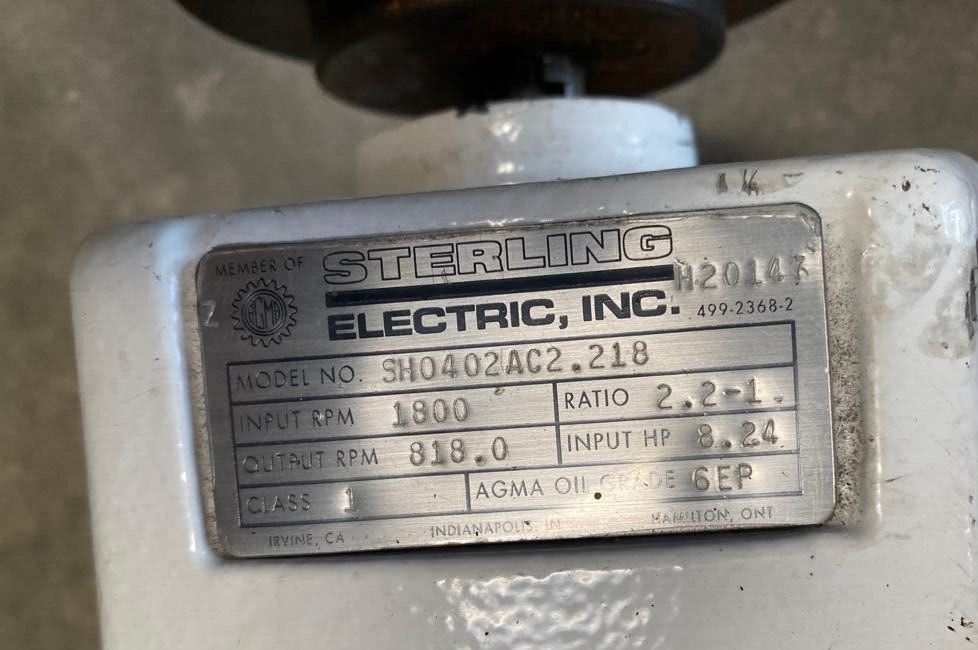 MEMBER OF
AGMA
STERLING
ELECTRIC, INC.
499-2368-2
MODEL NO. SH0402AC2.218
INPUT RPM 1800
RATIO 2.2-1.
OUTPUT RPM 818.0
INPUT HP 8.24
CLASS 1
AGMA OIL GRADE 6EP
IRVINE, CA
INDIANAPOLIS, IN
HAMILTON, ONT